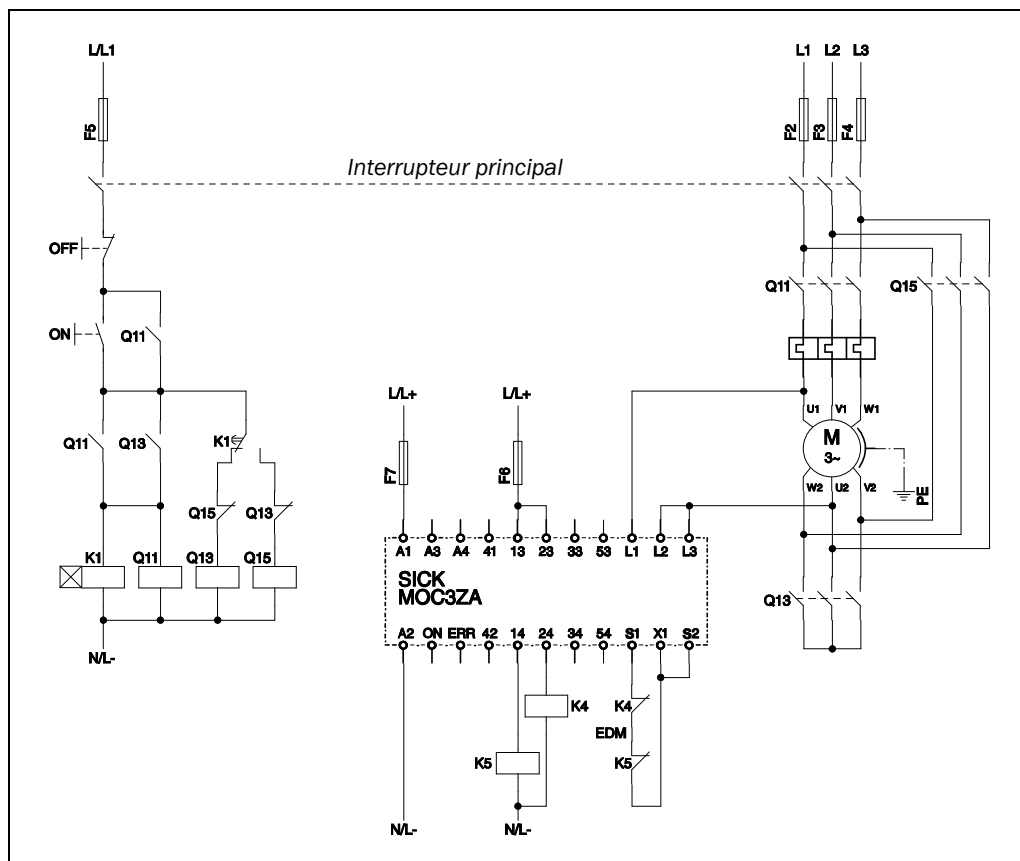 L/L1
L1 L2 L3
F5
F2 F3 F4
Interrupteur principal
OFF
Q11 Q15
ON Q11
L/L+ L/L+
U1 V1 W1
Q11 Q13 K1
M
3~
F7 F6
W2 U2 V2
PE
Q15 Q13
A1 A3 A4 41 13 23 33 53 L1 L2 L3
K1 Q11 Q13 Q15
SICK
MOC3ZA
Q13
A2 ON ERR 42 14 24 34 54 S1 X1 S2
N/L-
K4 K4
EDM
K5 K5
N/L- N/L-